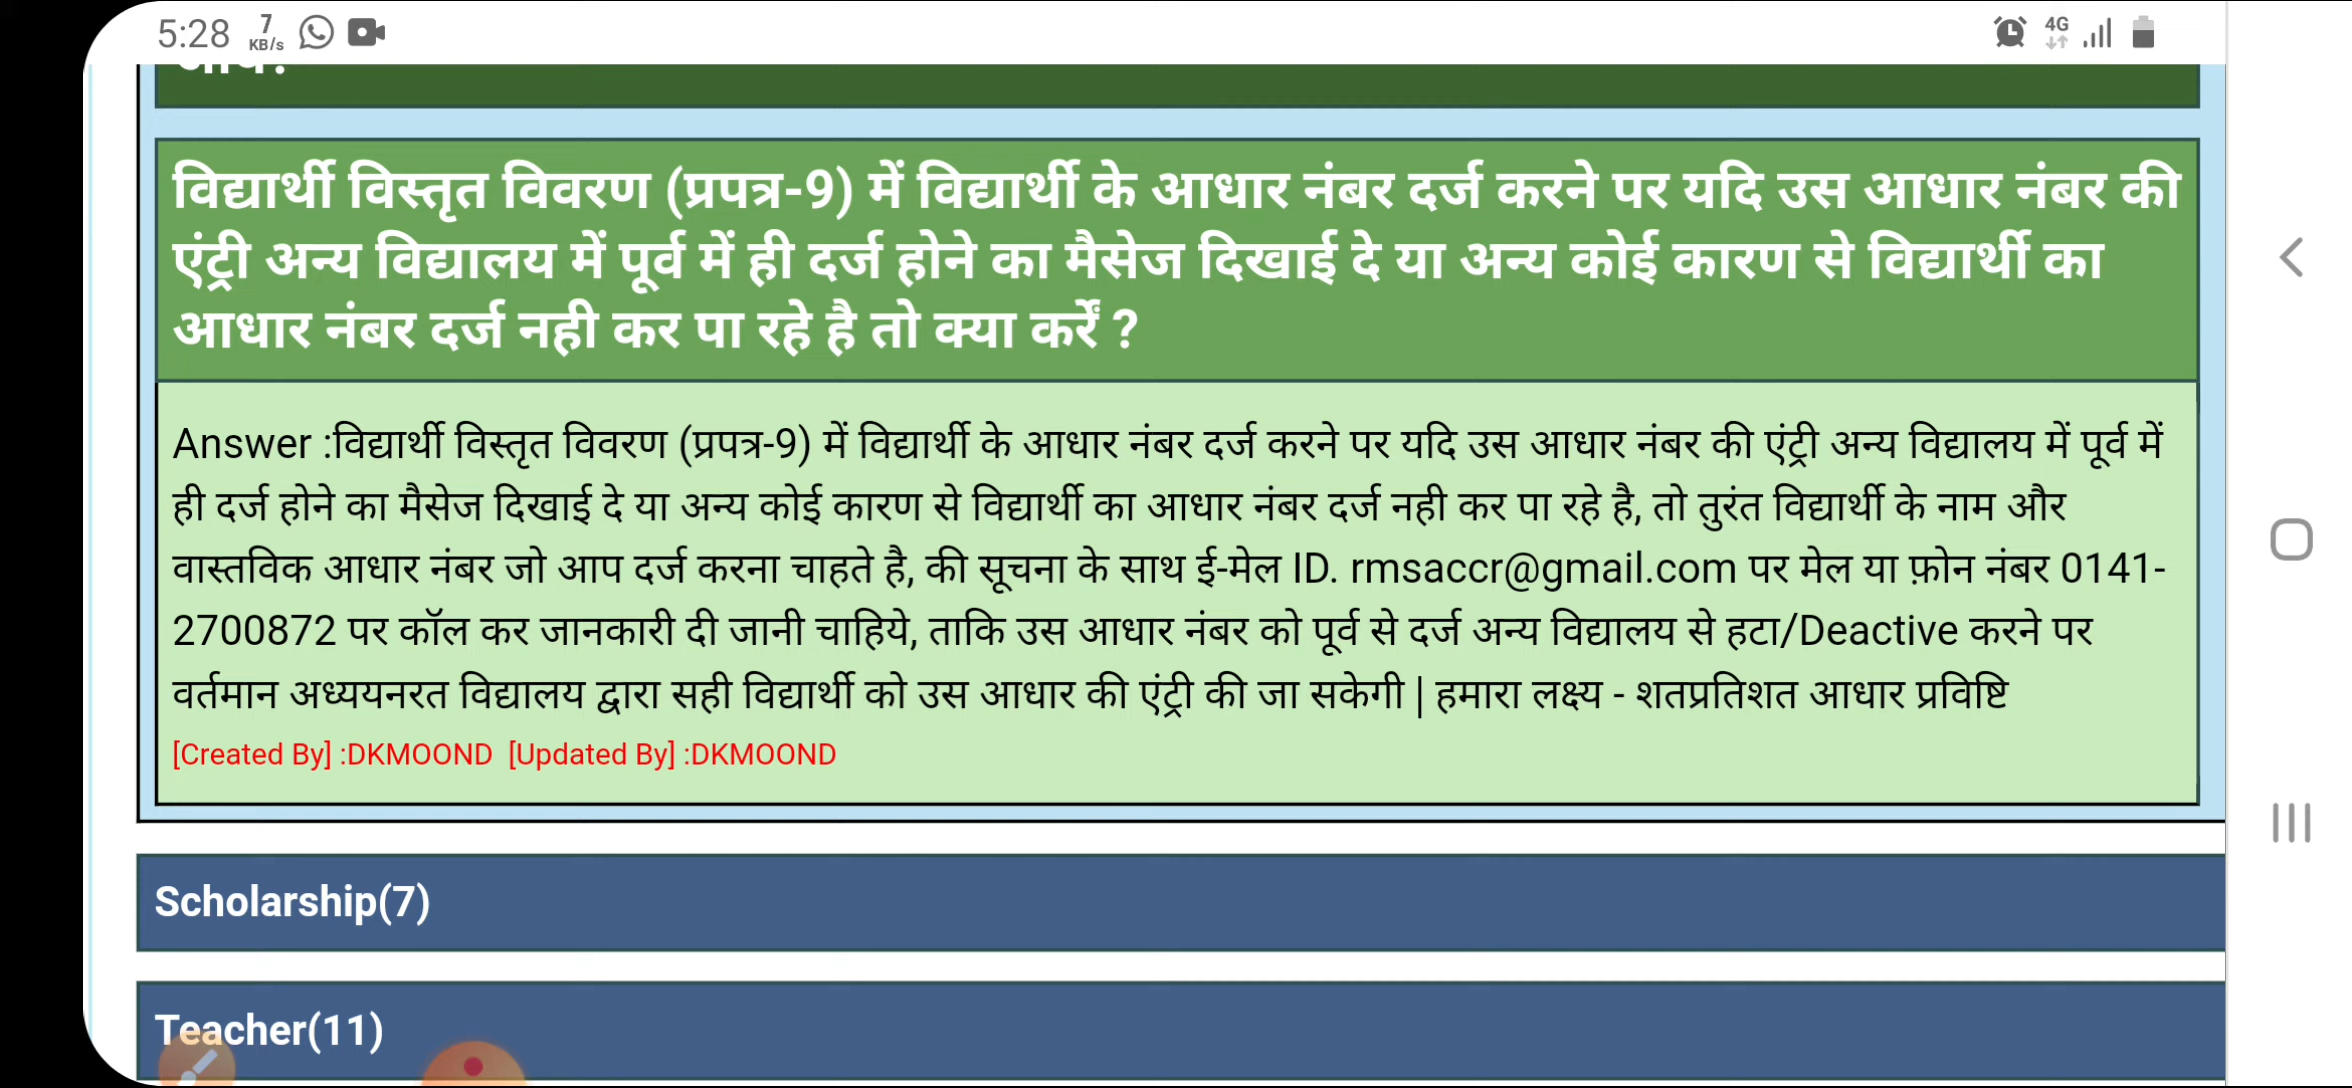 5:28 7 KB/s 4G
विद्यार्थी विस्तृत विवरण (प्रपत्र-9) में विद्यार्थी के आधार नंबर दर्ज करने पर यदि उस आधार नंबर की
एंट्री अन्य विद्यालय में पूर्व में ही दर्ज होने का मैसेज दिखाई दे या अन्य कोई कारण से विद्यार्थी का
आधार नंबर दर्ज नही कर पा रहे है तो क्या करें ?
Answer :विद्यार्थी विस्तृत विवरण (प्रपत्र-9) में विद्यार्थी के आधार नंबर दर्ज करने पर यदि उस आधार नंबर की एंट्री अन्य विद्यालय में पूर्व में
ही दर्ज होने का मैसेज दिखाई दे या अन्य कोई कारण से विद्यार्थी का आधार नंबर दर्ज नही कर पा रहे है, तो तुरंत विद्यार्थी के नाम और
वास्तविक आधार नंबर जो आप दर्ज करना चाहते है, की सूचना के साथ ई-मेल ID. rmsaccr@gmail.com पर मेल या फ़ोन नंबर 0141-
2700872 पर कॉल कर जानकारी दी जानी चाहिये, ताकि उस आधार नंबर को पूर्व से दर्ज अन्य विद्यालय से हटा/Deactive करने पर
वर्तमान अध्ययनरत विद्यालय द्वारा सही विद्यार्थी को उस आधार की एंट्री की जा सकेगी | हमारा लक्ष्य - शतप्रतिशत आधार प्रविष्टि
[Created By] :DKMOOND [Updated By] :DKMOOND
Scholarship(7)
Teacher(11)